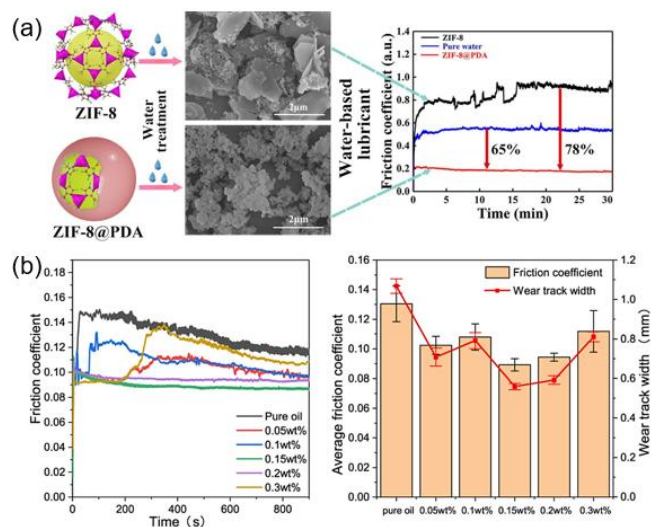 (a)
ZIF-8
Water
treatment
2μm
ZIF-8@PDA
2μm
Water-based
lubricant
Friction coefficient (a.u.)
1.4
1.2
1.0
0.8
0.6
0.4
0.2
0.0
ZIF-8
Pure water
ZIF-8@PDA
65%
78%
0 5 10 15 20 25 30
Time (min)
(b)
Friction coefficient
0.16
0.14
0.12
0.10
0.08
0.06
0.04
0.02
0.00
Pure oil
0.05wt%
0.1wt%
0.15wt%
0.2wt%
0.3wt%
0 200 400 600 800
Time (s)
Average friction coefficient
0.16
0.14
0.12
0.10
0.08
0.06
0.04
0.02
0.00
Friction coefficient
Wear track width
1.2
1.0
0.8
0.6
0.4
0.2
0.0
Wear track width (mm)
pure oil 0.05wt% 0.1wt% 0.15wt% 0.2wt% 0.3wt%